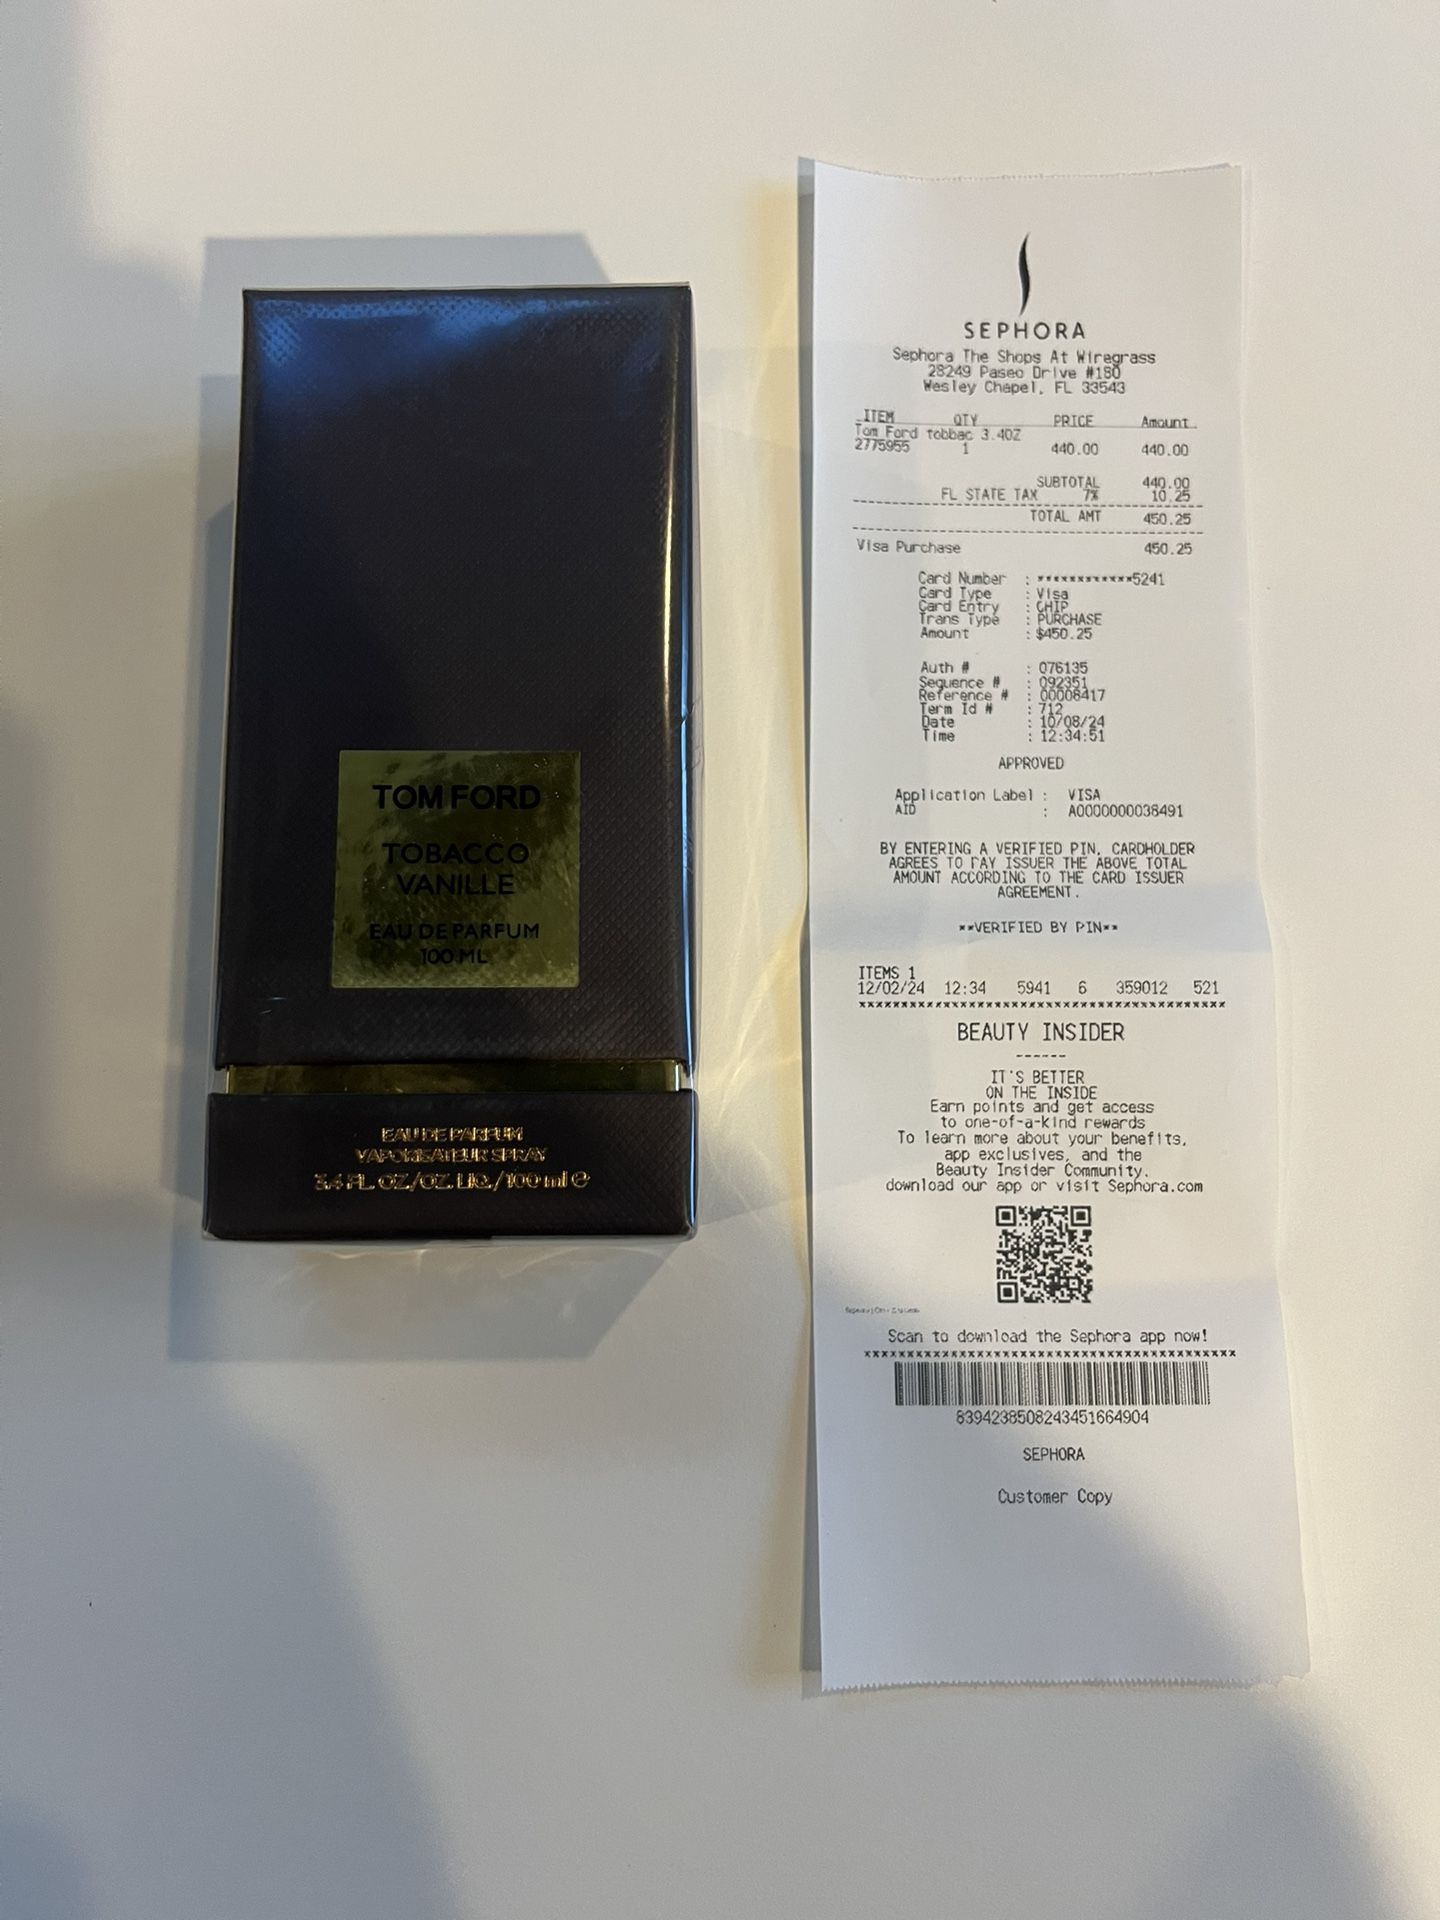 TOM FORD
TOBACCO
VANILLE
EAU DE PARFUM
100 ML
EAU DE PARFUM
VAPORISATEUR SPRAY
3.4 FL. OZ./OZ. LIQ./100 ml e
SEPHORA
Sephora The Shops At Wiregrass
28249 Paseo Drive #180
Wesley Chapel, FL 33543
ITEM QTY PRICE Amount
Tom Ford tobbac 3.4OZ
2775955 1 440.00 440.00
SUBTOTAL 440.00
FL STATE TAX 7% 10.25
TOTAL AMT 450.25
Visa Purchase 450.25
Card Number : ************5241
Card Type : Visa
Card Entry : CHIP
Trans Type : PURCHASE
Amount : $450.25
Auth # : 076135
Sequence # : 092351
Reference # : 00008417
Term Id # : 712
Date : 10/08/24
Time : 12:34:51
APPROVED
Application Label : VISA
AID : A0000000038491
BY ENTERING A VERIFIED PIN, CARDHOLDER
AGREES TO PAY ISSUER THE ABOVE TOTAL
AMOUNT ACCORDING TO THE CARD ISSUER
AGREEMENT.
**VERIFIED BY PIN**
ITEMS 1
12/02/24 12:34 5941 6 359012 521
BEAUTY INSIDER
IT'S BETTER
ON THE INSIDE
Earn points and get access
to one-of-a-kind rewards
To learn more about your benefits,
app exclusives, and the
Beauty Insider Community.
download our app or visit Sephora.com
Scan to download the Sephora app now!
8394238508243451664904
SEPHORA
Customer Copy